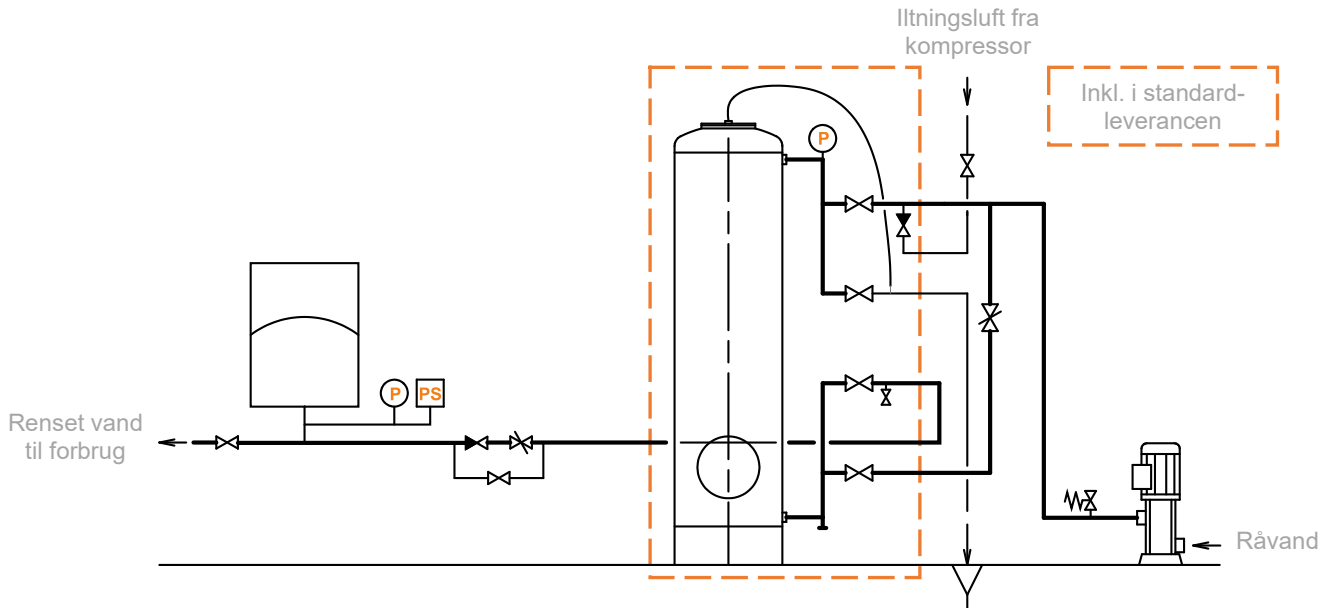 Iltningsluft fra
kompressor
Inkl. i standard-
leverancen
P
P
PS
Renset vand
til forbrug
Råvand